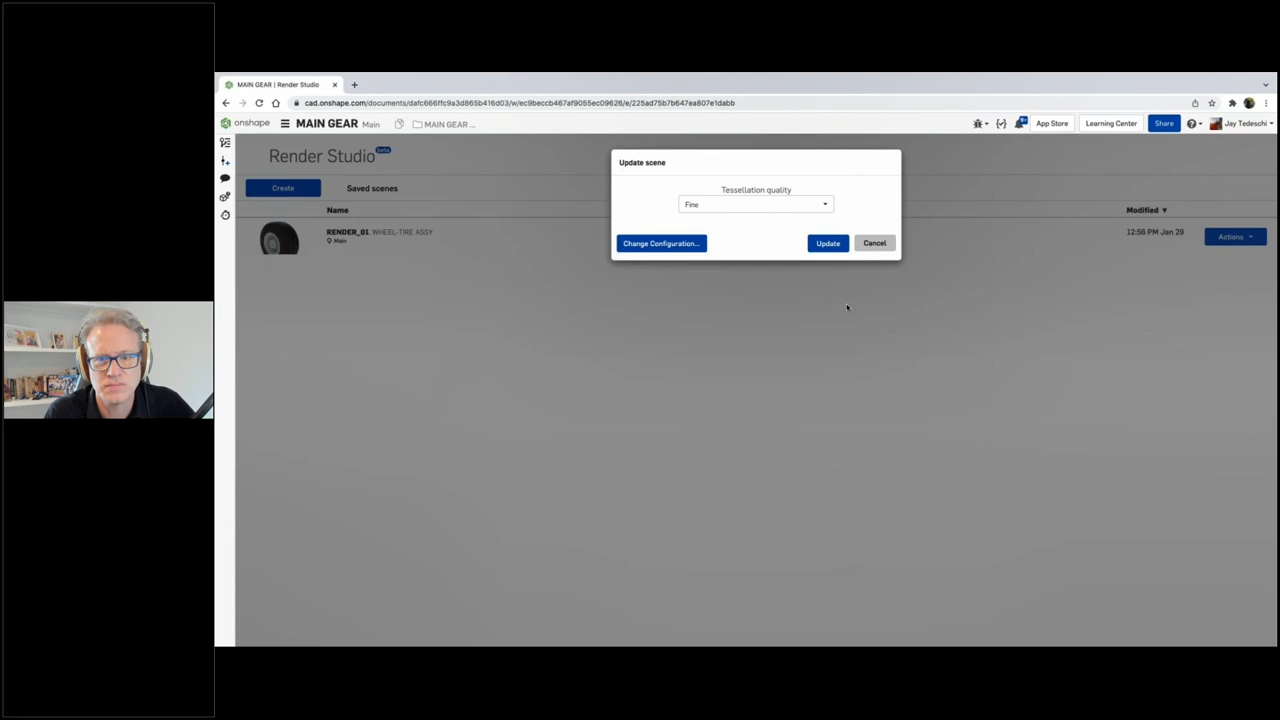 MAIN GEAR | Render Studio
cad.onshape.com/documents/dafc666ffc9a3d865b416d03/w/ec9beccb467af9055ec09626/e/225ad75b7b647ea807e1dabb
onshape MAIN GEAR Main MAIN GEAR ... 9+ App Store Learning Center Share Jay Tedeschi
Render Studio beta
Update scene
Tessellation quality
Fine
Change Configuration... Update Cancel
Create Saved scenes
Name Modified
RENDER_01 WHEEL-TIRE ASSY 12:56 PM Jan 29 Actions
Main